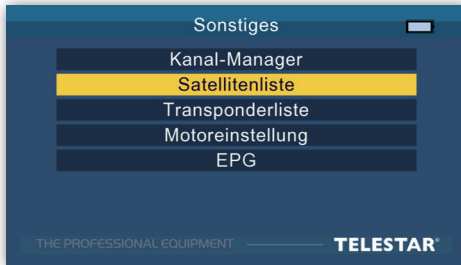 Sonstiges
Kanal-Manager
Satellitenliste
Transponderliste
Motoreinstellung
EPG
THE PROFESSIONAL EQUIPMENT TELESTAR®